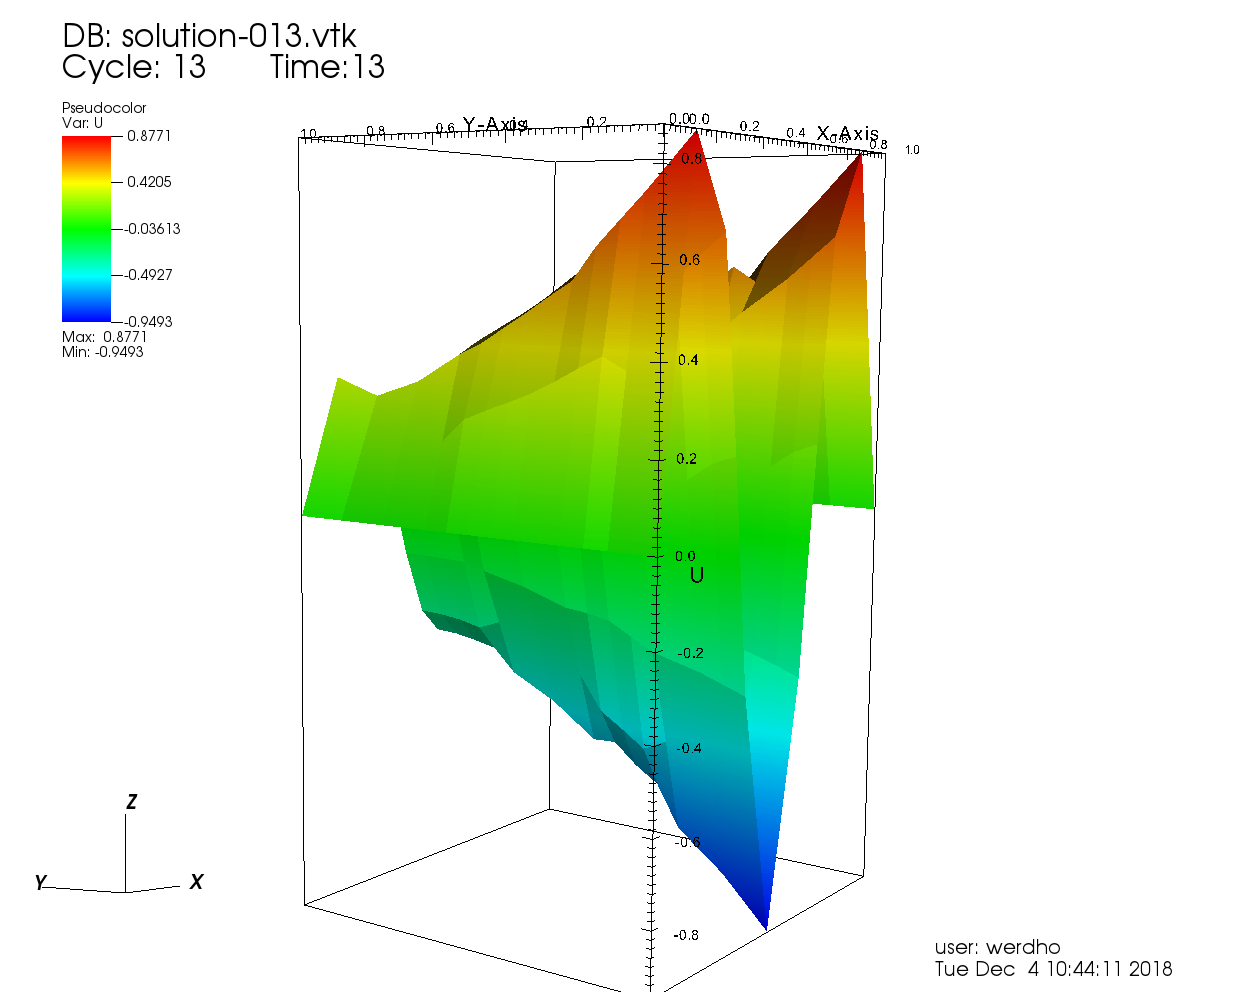 DB: solution-013.vtk
Cycle: 13 Time:13
Pseudocolor
Var: U
0.8771
0.4205
-0.03613
-0.4927
-0.9493
Max: 0.8771
Min: -0.9493
1.0 0.8 0.6 Y-Axis 0.4 0.2 0.0
0.0 0.2 0.4 X-Axis 0.6 0.8 1.0
0.8
0.6
0.4
0.2
0.0
U
-0.2
-0.4
-0.6
-0.8
Z
Y
X
user: werdho
Tue Dec 4 10:44:11 2018